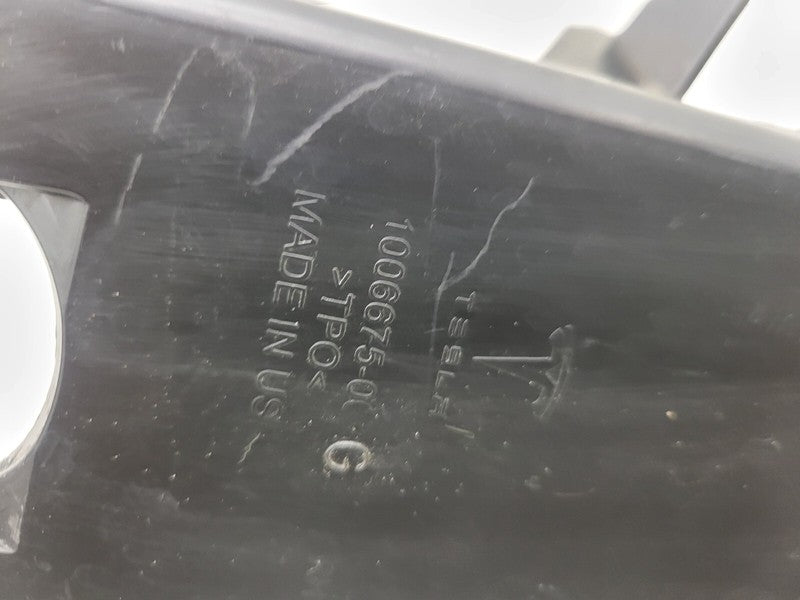 TESLA
1006675-00 G
>TPO<
MADE IN US